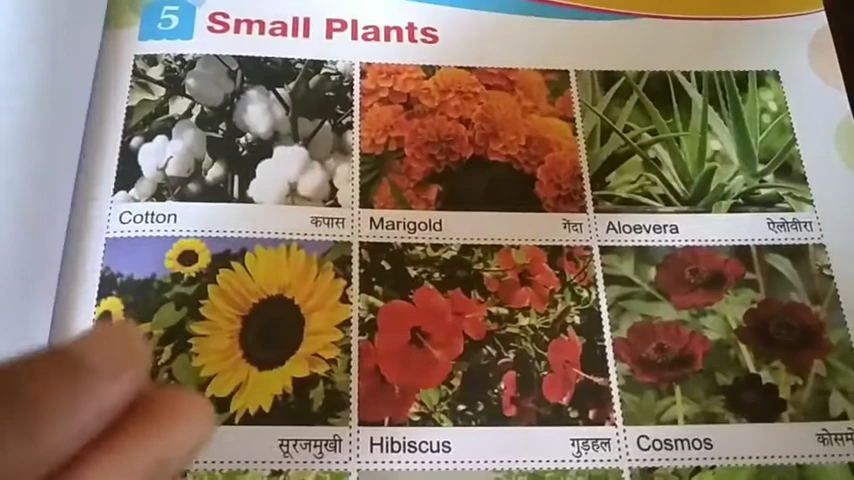 5 Small Plants
Cotton कपास
Marigold गेंदा
Aloevera ऐलोवीरा
सूरजमुखी
Hibiscus गुड़हल
Cosmos